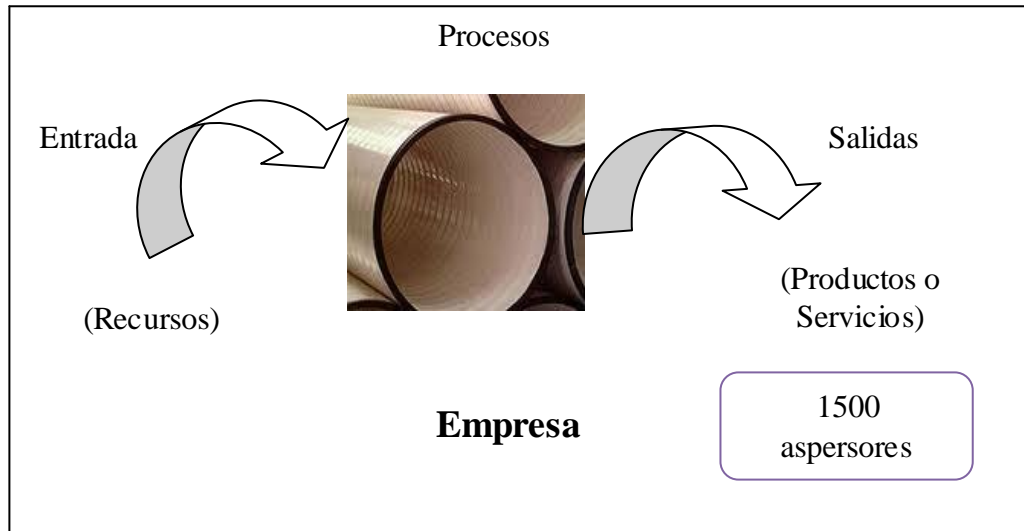 Procesos
Entrada
Salidas
(Recursos)
(Productos o
Servicios)
Empresa
1500
aspersores